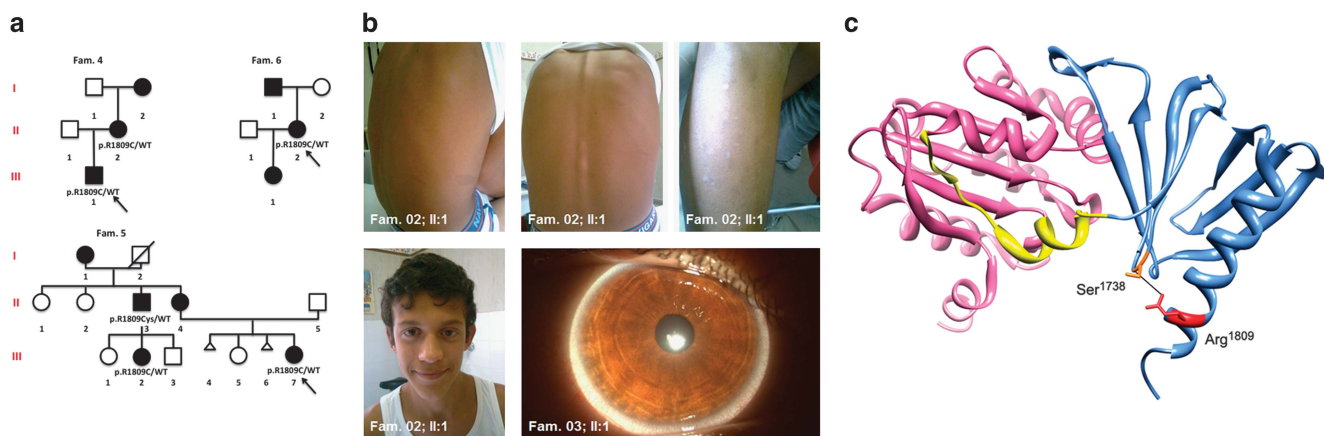 a
Fam. 4
I
1 2
II
p.R1809C/WT
1 2
III
p.R1809C/WT
1
Fam. 6
1 2
p.R1809C/WT
1 2
1
Fam. 5
I
1 2
II
p.R1809Cys/WT
1 2 3 4 5
III
p.R1809C/WT p.R1809C/WT
1 2 3 4 5 6 7
b
Fam. 02; II:1
Fam. 02; II:1
Fam. 02; II:1
Fam. 02; II:1
Fam. 03; II:1
c
Ser1738
Arg1809